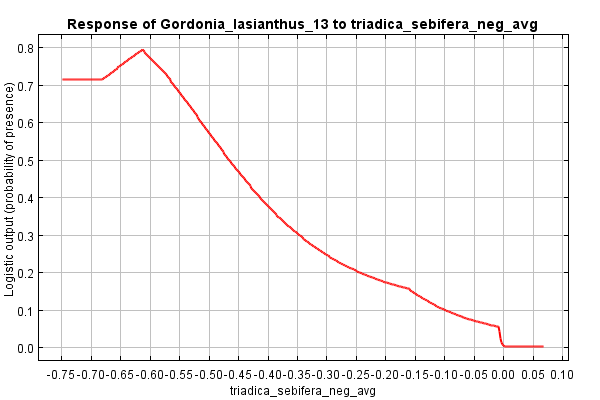 Response of Gordonia_lasianthus_13 to triadica_sebifera_neg_avg
Logistic output (probability of presence)
0.8
0.7
0.6
0.5
0.4
0.3
0.2
0.1
0.0
-0.75 -0.70 -0.65 -0.60 -0.55 -0.50 -0.45 -0.40 -0.35 -0.30 -0.25 -0.20 -0.15 -0.10 -0.05 0.00 0.05 0.10
triadica_sebifera_neg_avg